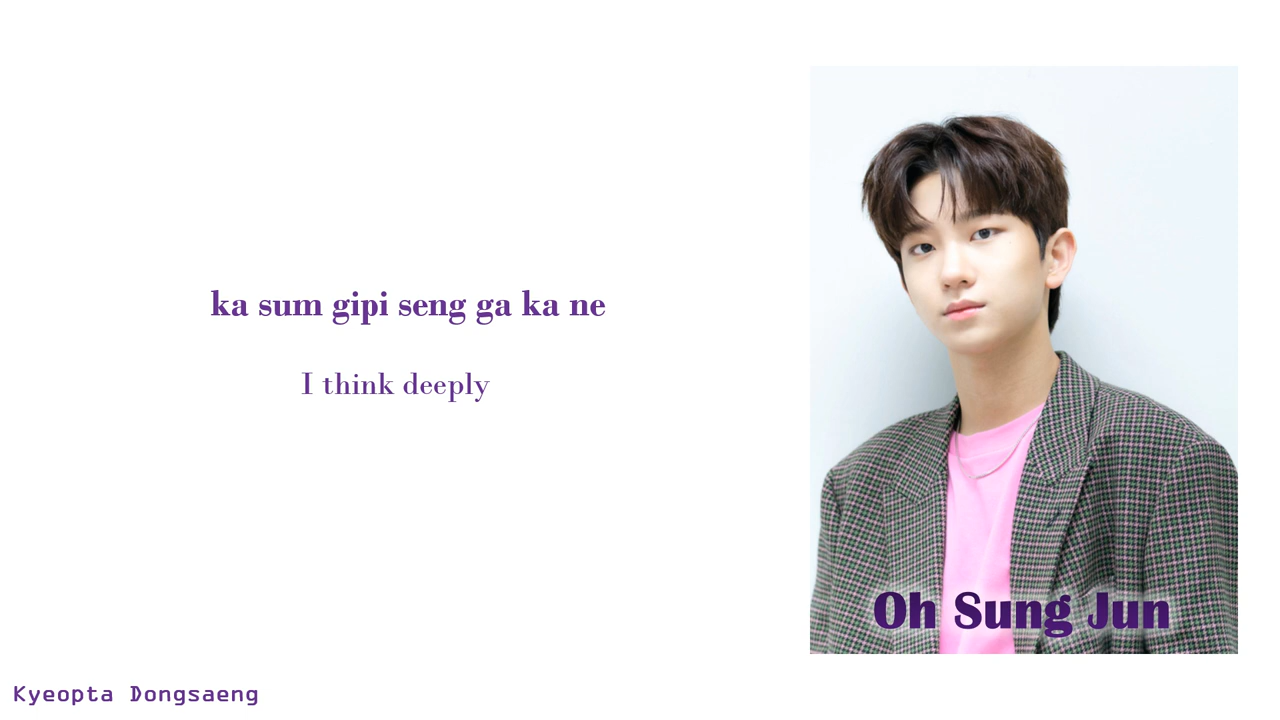 ka sum gipi seng ga ka ne
I think deeply
Oh Sung Jun
Kyeopta Dongsaeng